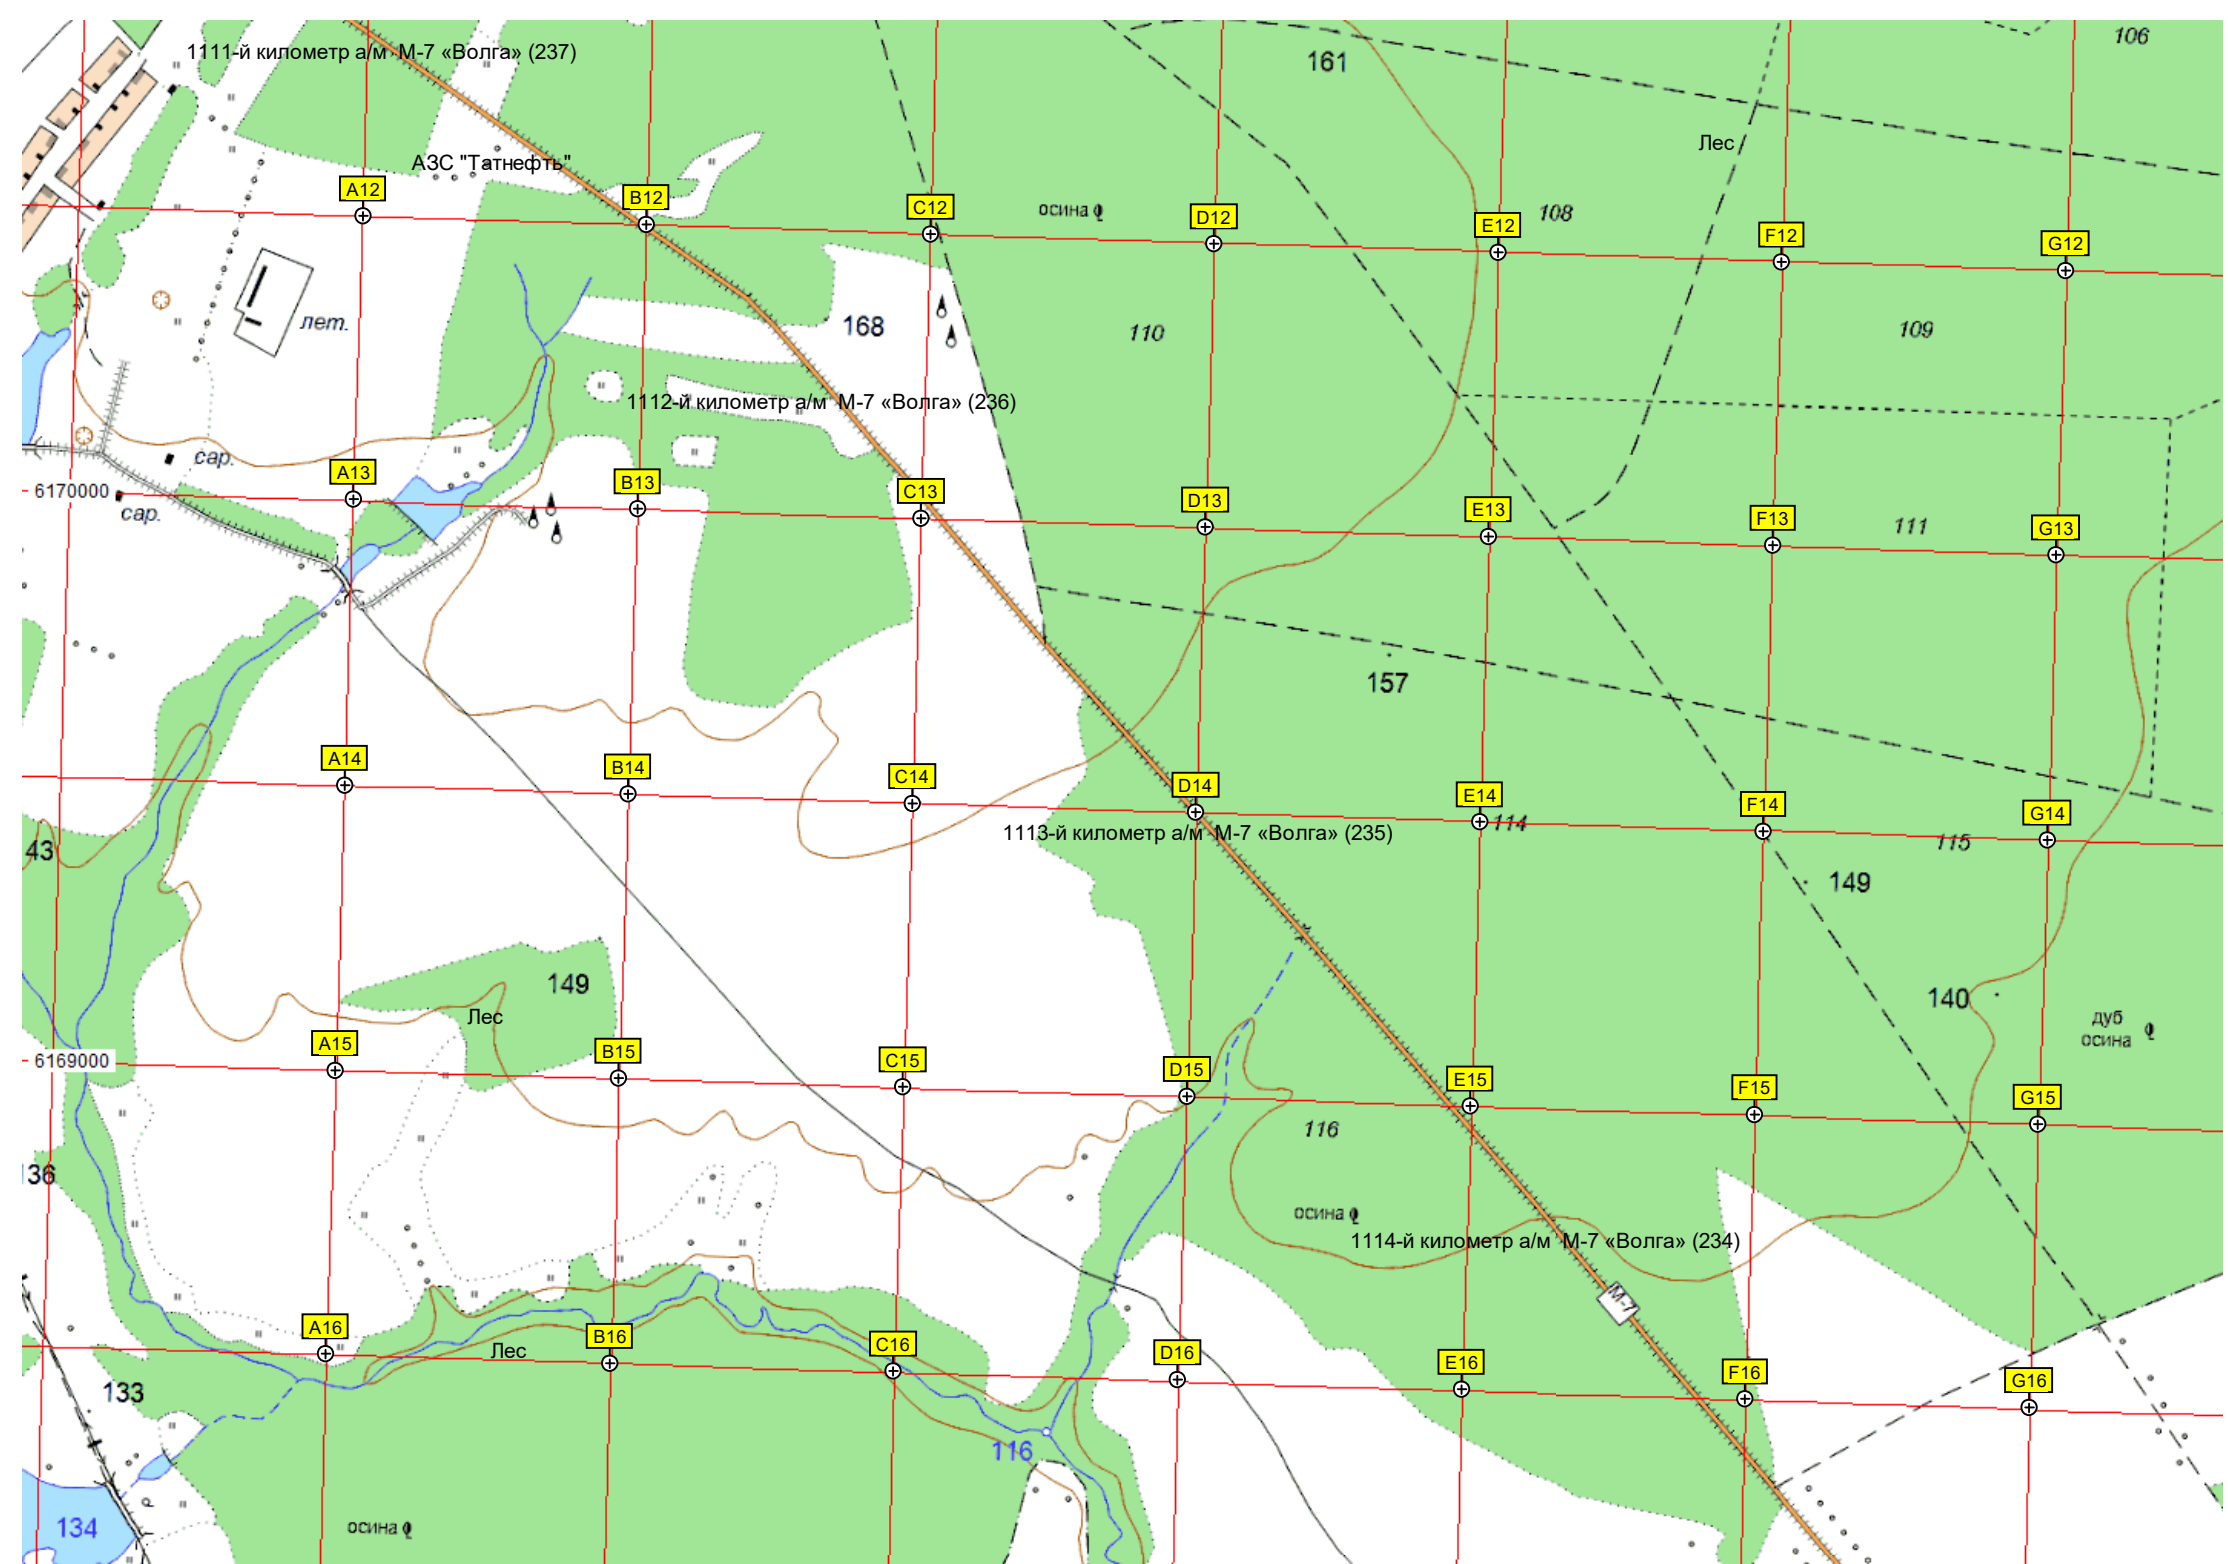 106
1111-й километр а/м М-7 «Волга» (237)
161
Лес
АЗС "Татнефть"
A12
B12
C12
осина
D12
108
E12
F12
G12
лет.
168
110
109
1112-й километр а/м М-7 «Волга» (236)
сар.
A13
B13
C13
D13
E13
F13
111
G13
6170000
сар.
157
A14
B14
C14
D14
E14
114
F14
G14
1113-й километр а/м М-7 «Волга» (235)
115
43
149
149
140
Лес
дуб
осина
6169000
A15
B15
C15
D15
E15
F15
G15
116
136
осина
1114-й километр а/м М-7 «Волга» (234)
М-7
A16
B16
Лес
C16
D16
E16
F16
G16
133
116
134
осина